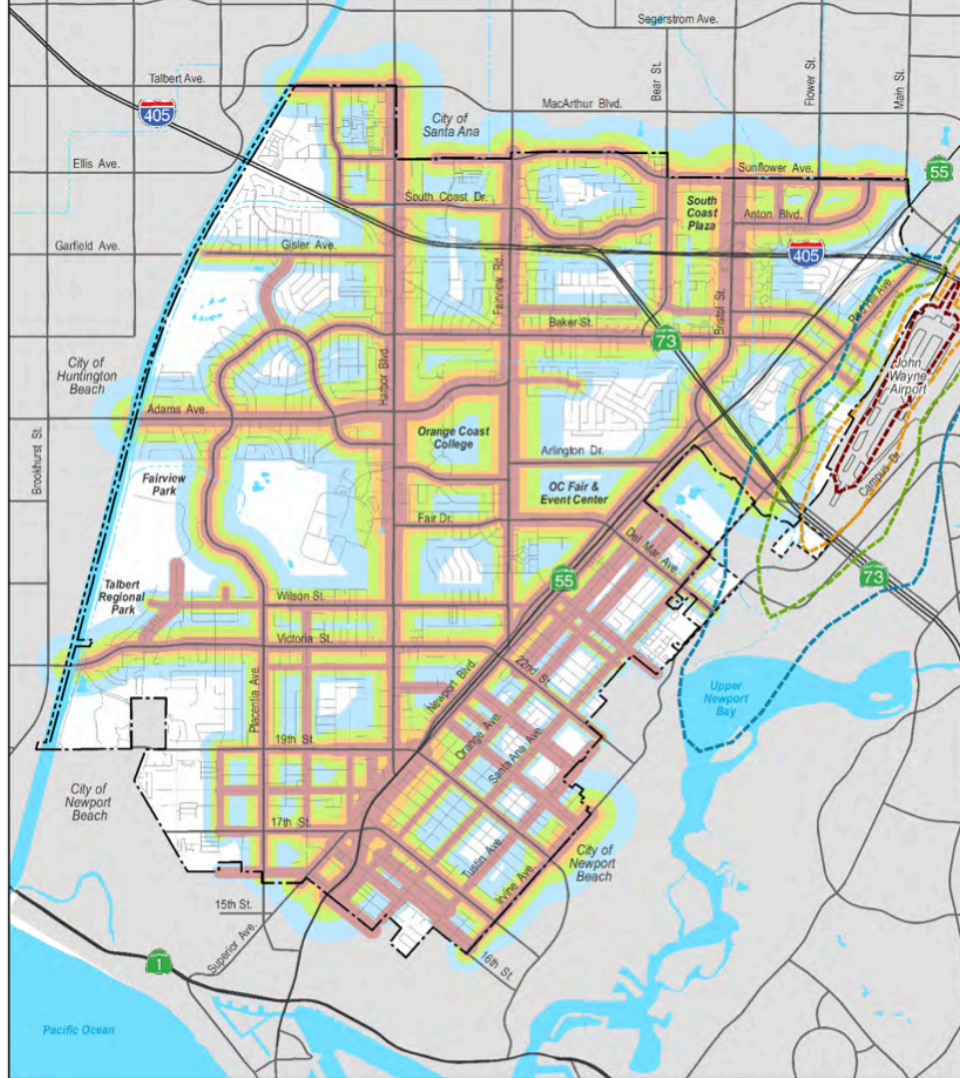 Segerstrom Ave.
Talbert Ave.
405
MacArthur Blvd.
Bear St.
Flower St.
Main St.
City of
Santa Ana
Ellis Ave.
Sunflower Ave.
55
South Coast Dr.
South
Coast
Plaza
Anton Blvd.
Garfield Ave.
Gisler Ave.
405
Fairview Rd.
Red Hill Ave.
Bristol St.
Baker St.
73
Harbor Blvd.
City of
Huntington
Beach
John
Wayne
Airport
Adams Ave.
Orange Coast
College
Brookhurst St.
Arlington Dr.
Fairview
Park
OC Fair &
Event Center
Campus Dr.
Fair Dr.
Del Mar Ave.
55
73
Talbert
Regional
Park
Wilson St.
Victoria St.
22nd St.
Newport Blvd.
Placentia Ave.
Upper
Newport
Bay
Orange Ave.
Santa Ana Ave.
19th St.
City of
Newport
Beach
17th St.
Tustin Ave.
City of
Newport
Beach
Irvine Ave.
15th St.
Superior Ave.
16th St.
1
Pacific Ocean